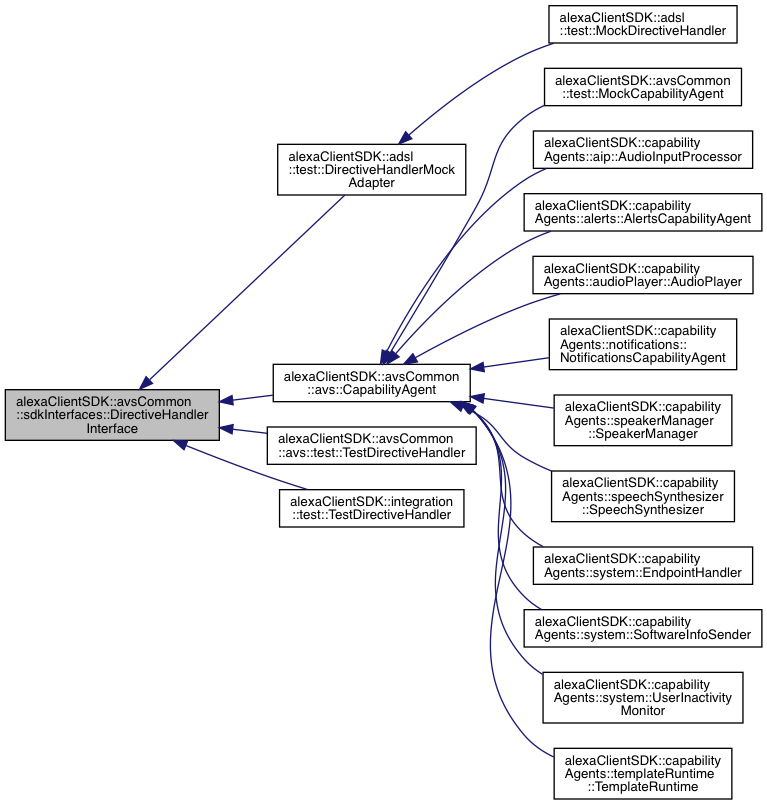 alexaClientSDK::adsl
::test::MockDirectiveHandler
alexaClientSDK::avsCommon
::test::MockCapabilityAgent
alexaClientSDK::capability
Agents::aip::AudioInputProcessor
alexaClientSDK::adsl
::test::DirectiveHandlerMock
Adapter
alexaClientSDK::capability
Agents::alerts::AlertsCapabilityAgent
alexaClientSDK::capability
Agents::audioPlayer::AudioPlayer
alexaClientSDK::capability
Agents::notifications::
NotificationsCapabilityAgent
alexaClientSDK::avsCommon
::avs::CapabilityAgent
alexaClientSDK::avsCommon
::sdkInterfaces::DirectiveHandler
Interface
alexaClientSDK::capability
Agents::speakerManager
::SpeakerManager
alexaClientSDK::avsCommon
::avs::test::TestDirectiveHandler
alexaClientSDK::capability
Agents::speechSynthesizer
::SpeechSynthesizer
alexaClientSDK::integration
::test::TestDirectiveHandler
alexaClientSDK::capability
Agents::system::EndpointHandler
alexaClientSDK::capability
Agents::system::SoftwareInfoSender
alexaClientSDK::capability
Agents::system::UserInactivity
Monitor
alexaClientSDK::capability
Agents::templateRuntime
::TemplateRuntime